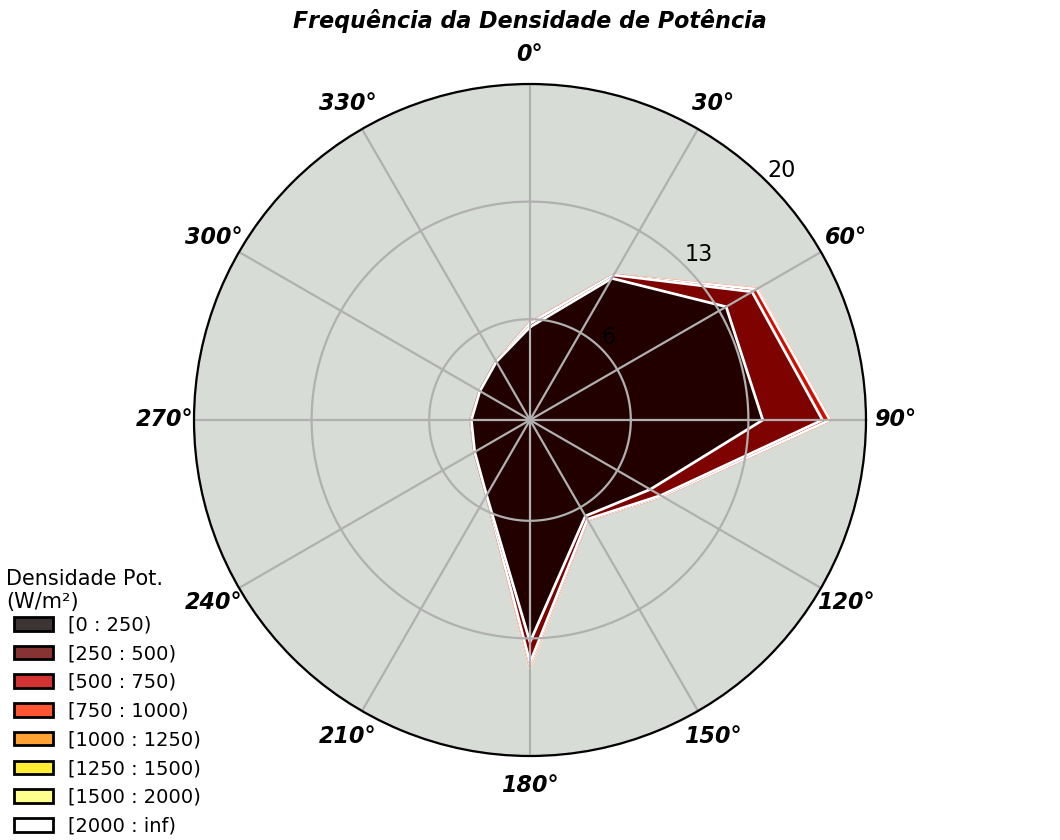 Frequência da Densidade de Potência
0°
330°
30°
20
300°
60°
13
6
270°
90°
240°
120°
210°
150°
180°
Densidade Pot.
(W/m²)
[0 : 250)
[250 : 500)
[500 : 750)
[750 : 1000)
[1000 : 1250)
[1250 : 1500)
[1500 : 2000)
[2000 : inf)